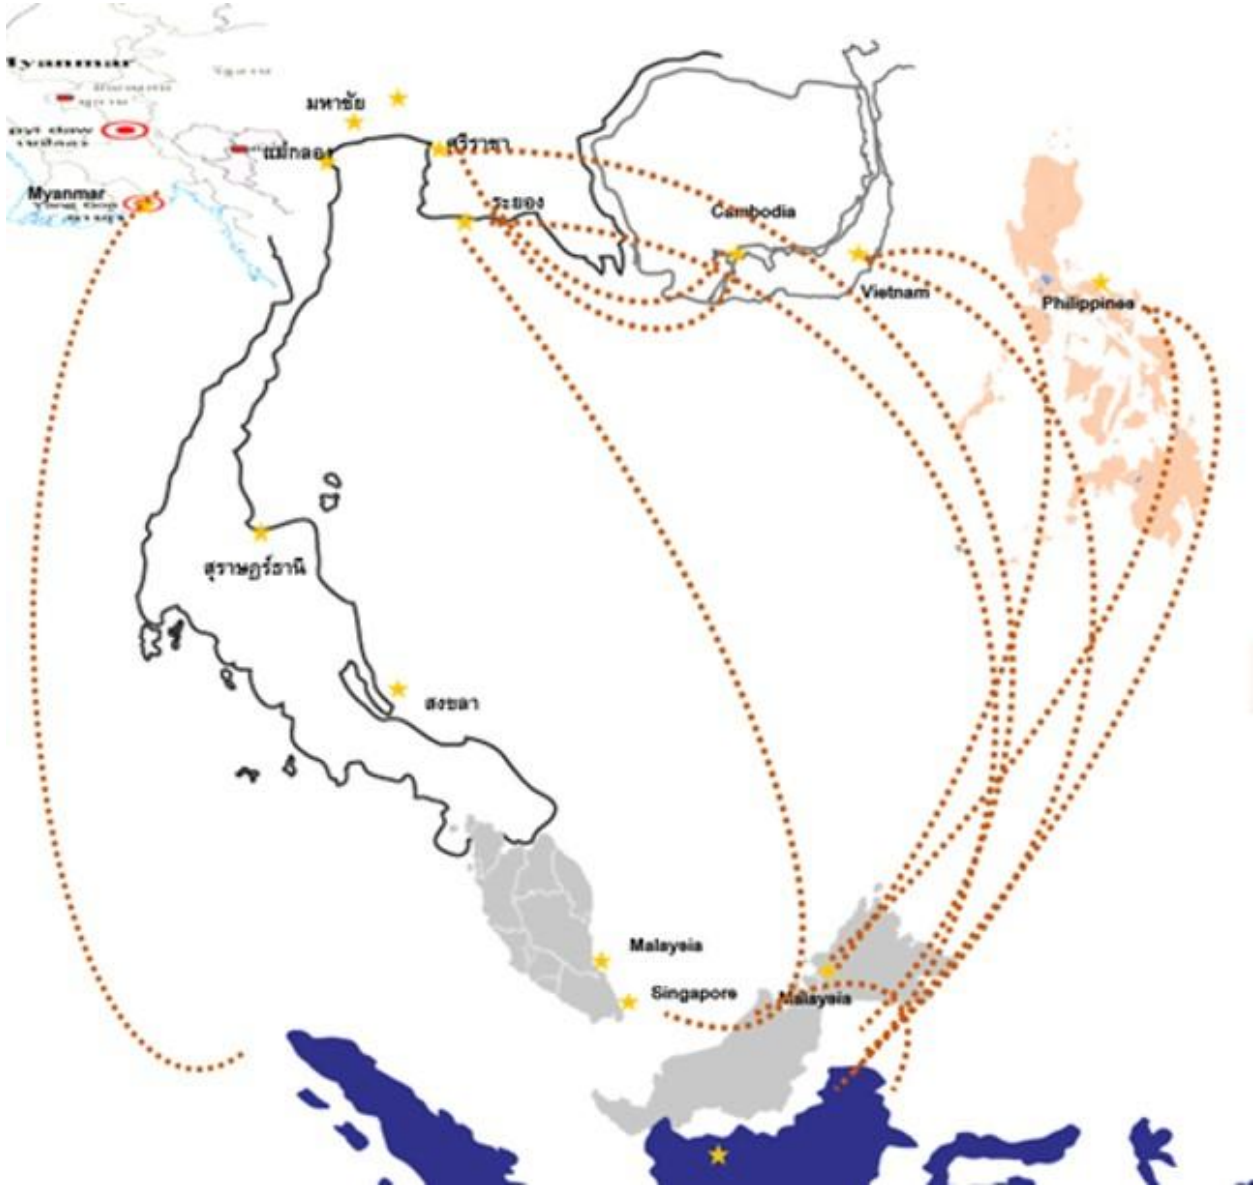 Myanmar
มหาชัย
แม่กลอง
ศรีราชา
Myanmar
ระยอง
Cambodia
Vietnam
Philippines
สุราษฎร์ธานี
สงขลา
Malaysia
Singapore
Malaysia